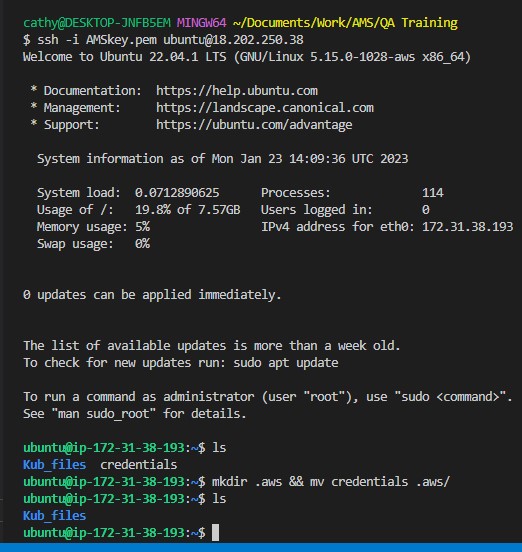 cathy@DESKTOP-JNFB5EM MINGW64 ~/Documents/Work/AMS/QA Training
$ ssh -i AMSkey.pem ubuntu@18.202.250.38
Welcome to Ubuntu 22.04.1 LTS (GNU/Linux 5.15.0-1028-aws x86_64)
* Documentation:  https://help.ubuntu.com
* Management:     https://landscape.canonical.com
* Support:        https://ubuntu.com/advantage
System information as of Mon Jan 23 14:09:36 UTC 2023
System load:  0.0712890625      Processes:             114
Usage of /:   19.8% of 7.57GB   Users logged in:       0
Memory usage: 5%                IPv4 address for eth0: 172.31.38.193
Swap usage:   0%
0 updates can be applied immediately.
The list of available updates is more than a week old.
To check for new updates run: sudo apt update
To run a command as administrator (user "root"), use "sudo <command>".
See "man sudo_root" for details.
ubuntu@ip-172-31-38-193:~$ ls
Kub_files  credentials
ubuntu@ip-172-31-38-193:~$ mkdir .aws && mv credentials .aws/
ubuntu@ip-172-31-38-193:~$ ls
Kub_files
ubuntu@ip-172-31-38-193:~$